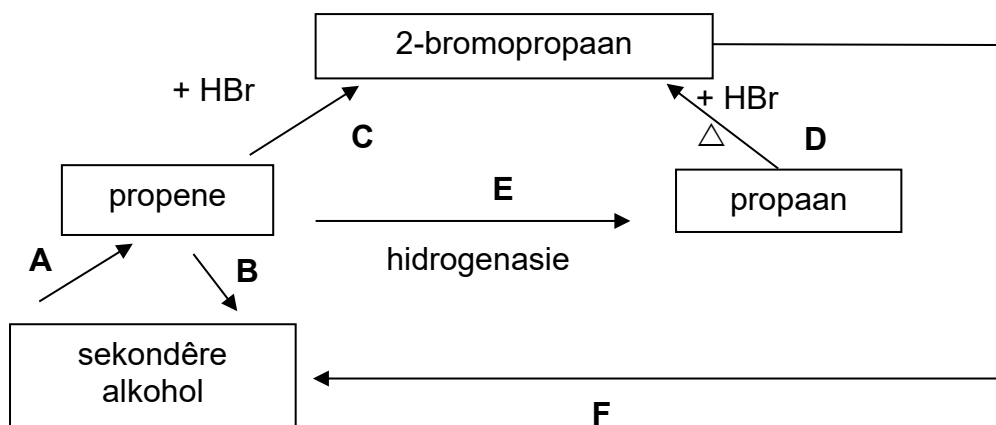 2-bromopropaan
+ HBr
+ HBr
C
△
D
propene
E
propaan
A
B
hidrogenasie
sekondêre
alkohol
F